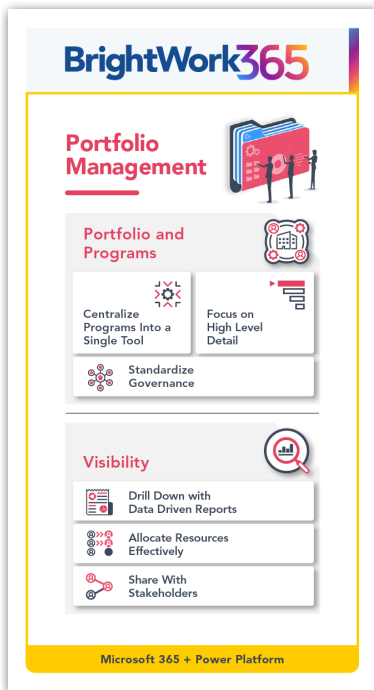 BrightWork365
Portfolio
Management
Portfolio and
Programs
Centralize
Programs Into a
Single Tool
Focus on
High Level
Detail
Standardize
Governance
Visibility
Drill Down with
Data Driven Reports
Allocate Resources
Effectively
Share With
Stakeholders
Microsoft 365 + Power Platform